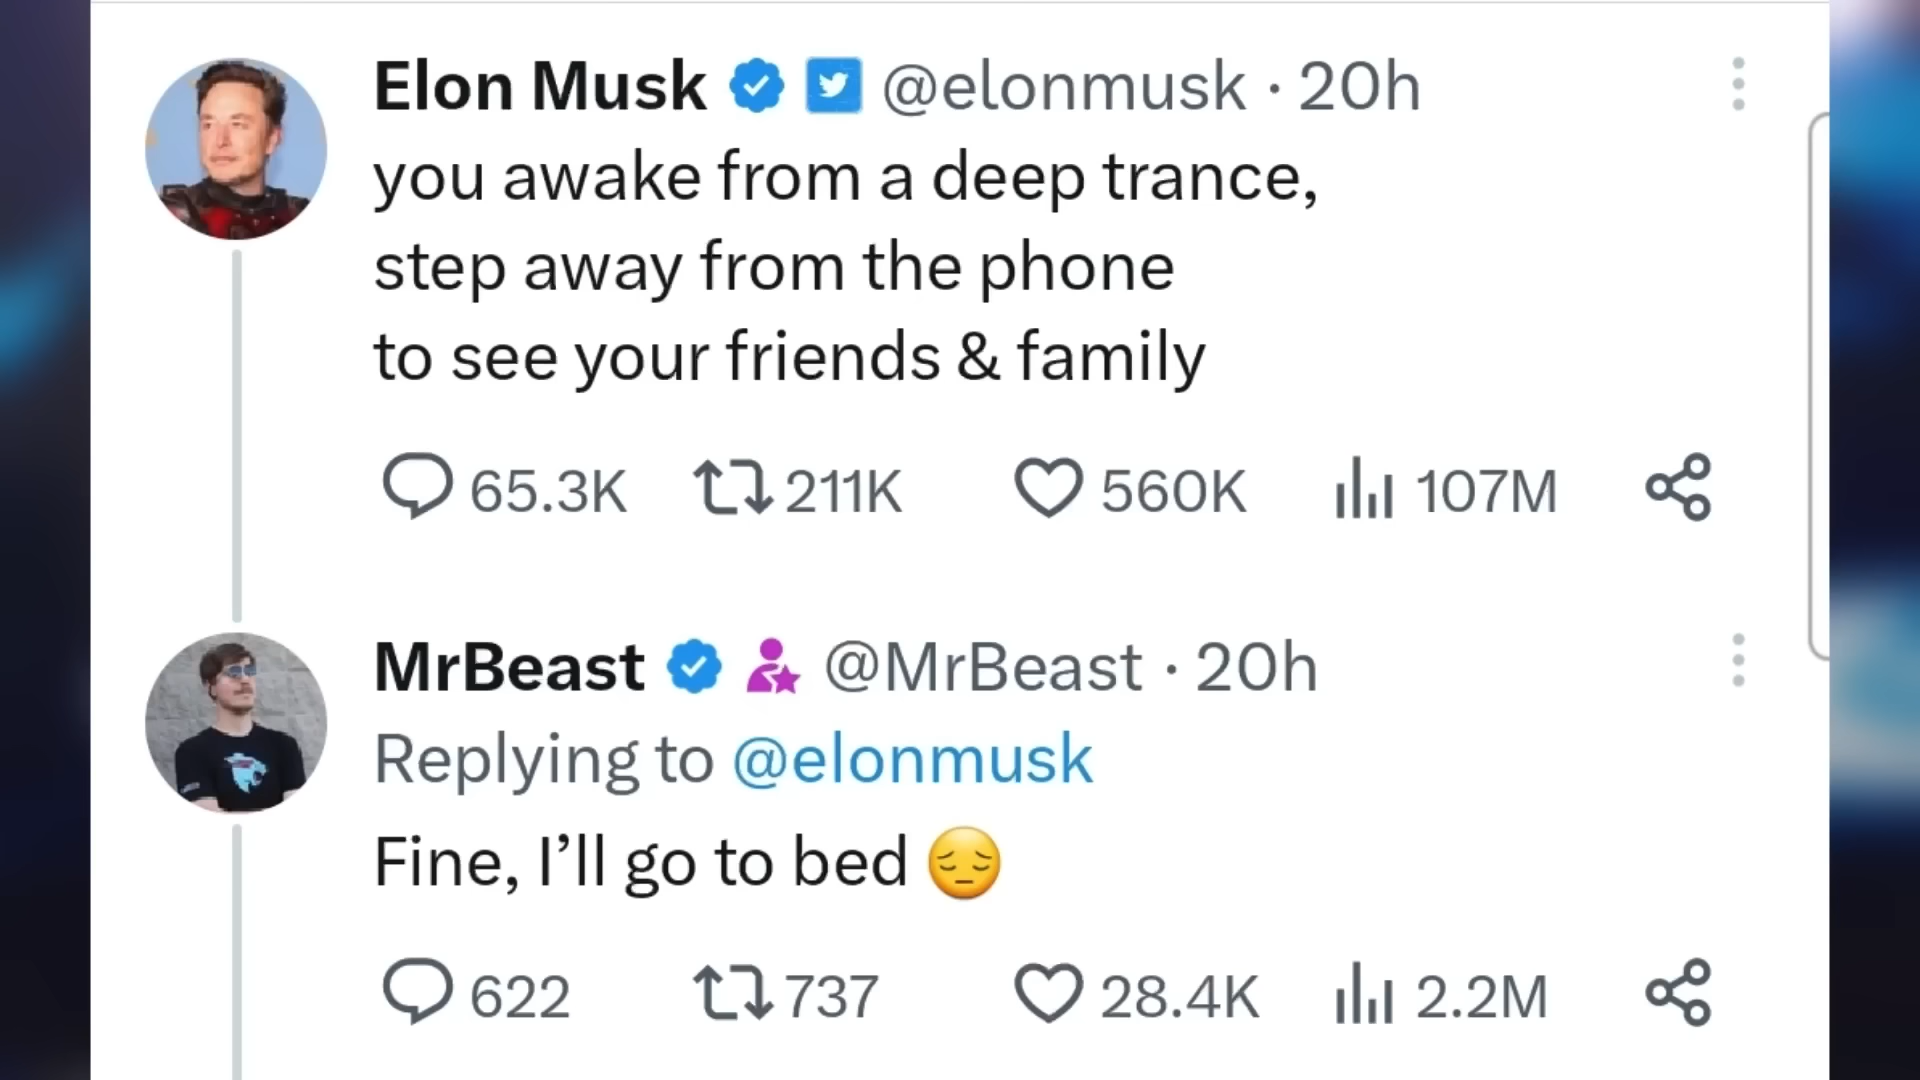 Elon Musk @elonmusk · 20h
you awake from a deep trance,
step away from the phone
to see your friends & family
65.3K 211K 560K 107M
MrBeast @MrBeast · 20h
Replying to @elonmusk
Fine, I’ll go to bed 😔
622 737 28.4K 2.2M